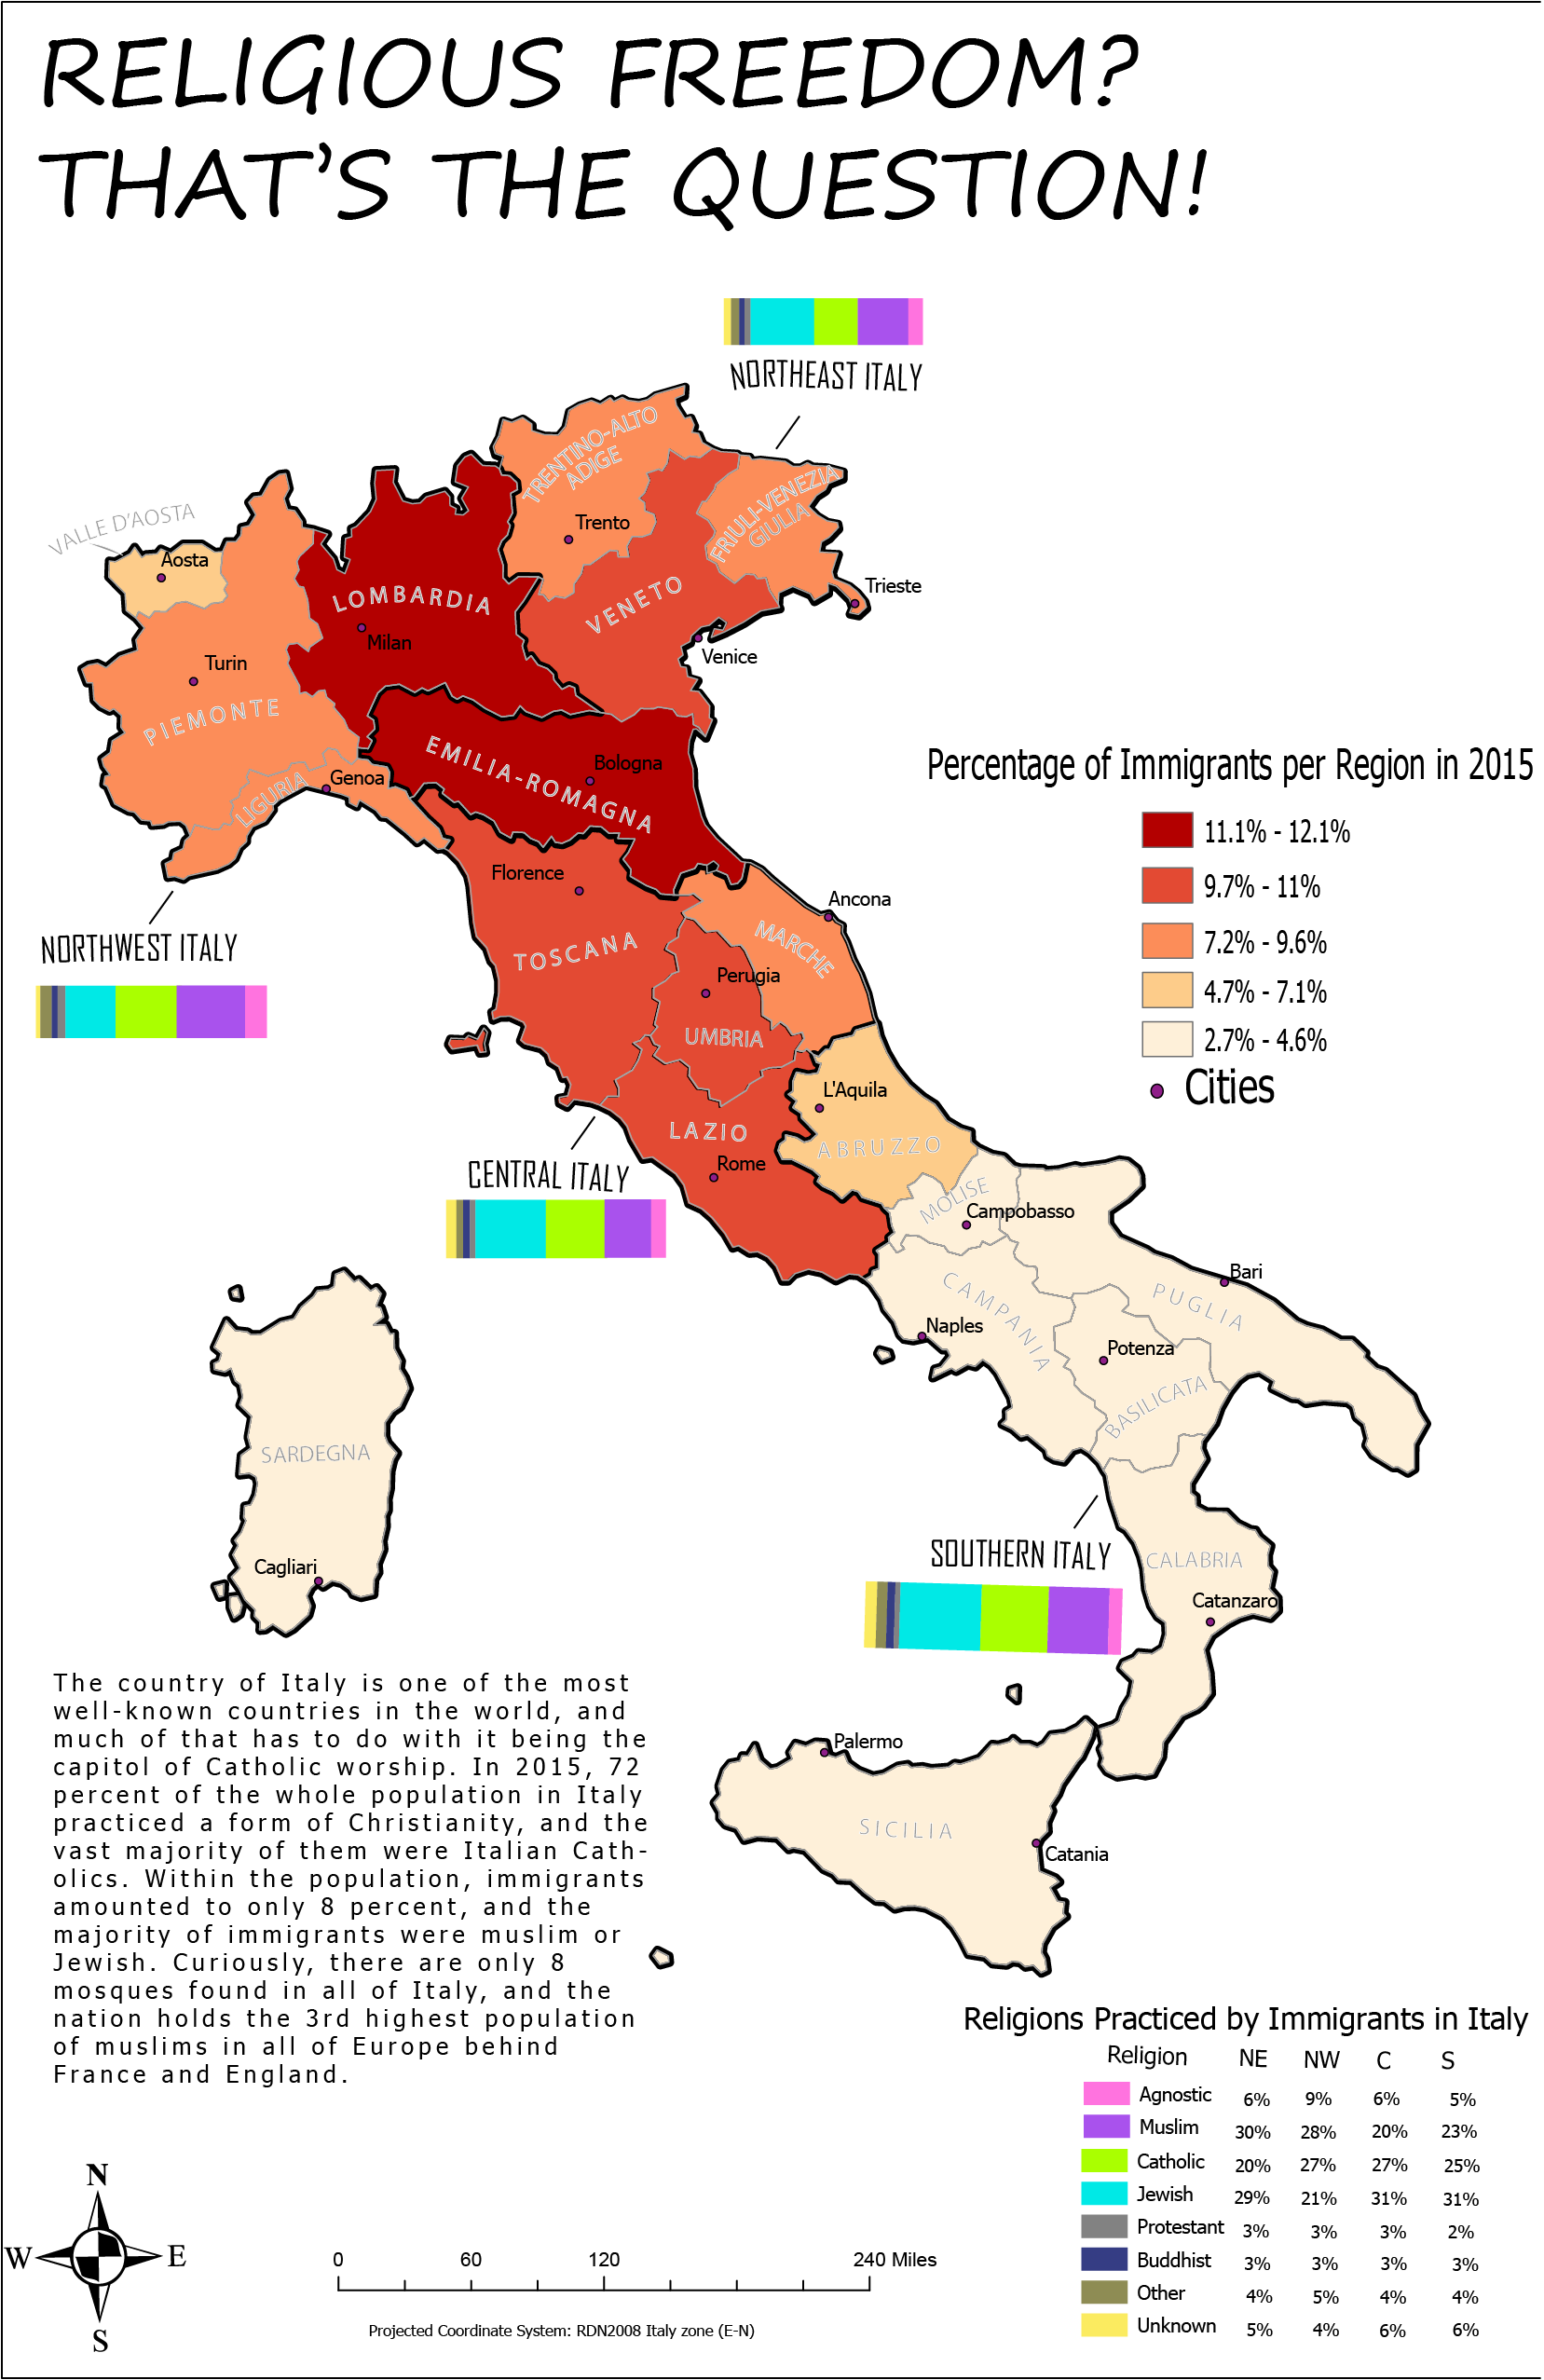 RELIGIOUS FREEDOM?
THAT'S THE QUESTION!
NORTHEAST ITALY
TRENTINO-ALTO
ADIGE
Trento
FRIULI-VENEZIA
GIULIA
Trieste
VALLE D'AOSTA
Aosta
LOMBARDIA
Milan
VENETO
Venice
Turin
PIEMONTE
EMILIA-ROMAGNA
Bologna
LIGURIA
Genoa
Percentage of Immigrants per Region in 2015
11.1% - 12.1%
9.7% - 11%
7.2% - 9.6%
4.7% - 7.1%
2.7% - 4.6%
Cities
Florence
Ancona
NORTHWEST ITALY
TOSCANA
MARCHE
Perugia
UMBRIA
L'Aquila
ABRUZZO
LAZIO
Rome
CENTRAL ITALY
MOLISE
Campobasso
CAMPANIA
Naples
PUGLIA
Bari
Potenza
BASILICATA
SARDEGNA
Cagliari
SOUTHERN ITALY
CALABRIA
Catanzaro
Palermo
SICILIA
Catania
The country of Italy is one of the most
well-known countries in the world, and
much of that has to do with it being the
capitol of Catholic worship. In 2015, 72
percent of the whole population in Italy
practiced a form of Christianity, and the
vast majority of them were Italian Cath-
olics. Within the population, immigrants
amounted to only 8 percent, and the
majority of immigrants were muslim or
Jewish. Curiously, there are only 8
mosques found in all of Italy, and the
nation holds the 3rd highest population
of muslims in all of Europe behind
France and England.
Religions Practiced by Immigrants in Italy
Religion NE NW C S
Agnostic 6% 9% 6% 5%
Muslim 30% 28% 20% 23%
Catholic 20% 27% 27% 25%
Jewish 29% 21% 31% 31%
Protestant 3% 3% 3% 2%
Buddhist 3% 3% 3% 3%
Other 4% 5% 4% 4%
Unknown 5% 4% 6% 6%
N
W E
S
0 60 120 240 Miles
Projected Coordinate System: RDN2008 Italy zone (E-N)